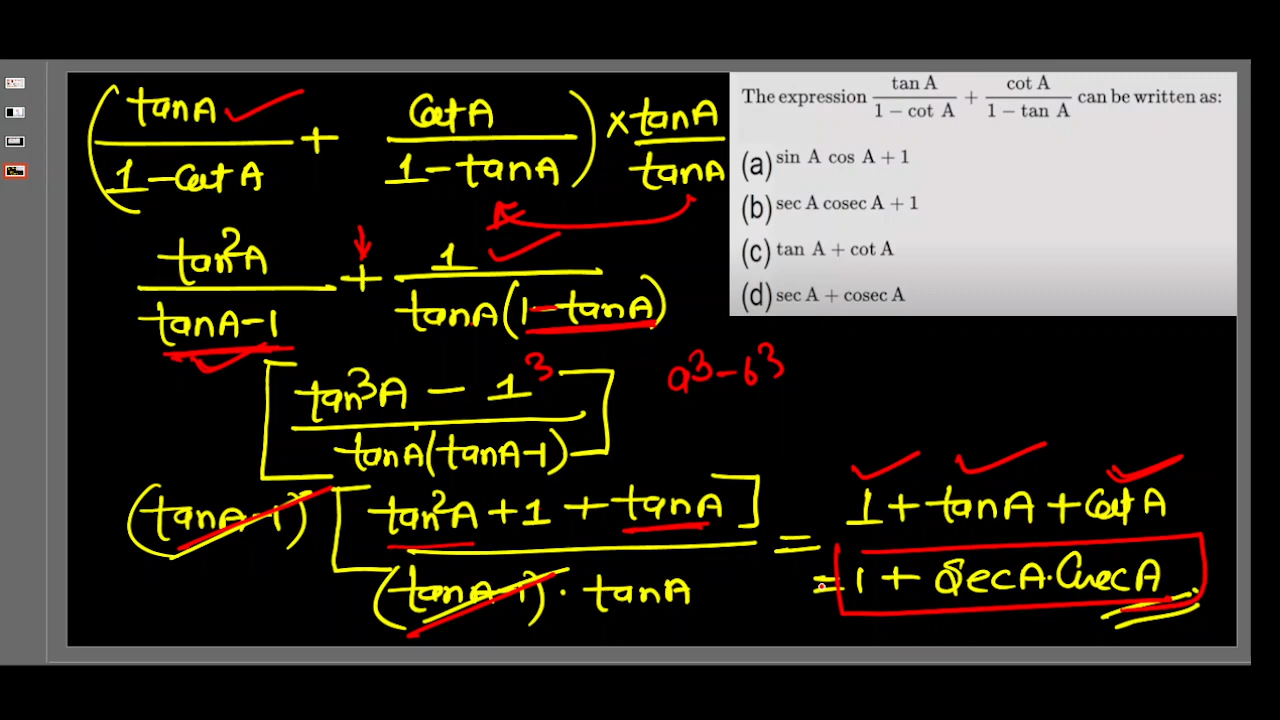 (tanA/(1-CotA) + CotA/(1-tanA)) × tanA/tanA
tan²A/(tanA-1) + 1/(tanA(1-tanA))
[(tan³A - 1³)/(tanA(tanA-1))]
a³-b³
(tanA-1)[tan²A+1+tanA]/((tanA-1)·tanA) = 1+tanA+CotA
=1+SecA·CosecA
The expression tan A/(1 − cot A) + cot A/(1 − tan A) can be written as:
(a) sin A cos A + 1
(b) sec A cosec A + 1
(c) tan A + cot A
(d) sec A + cosec A